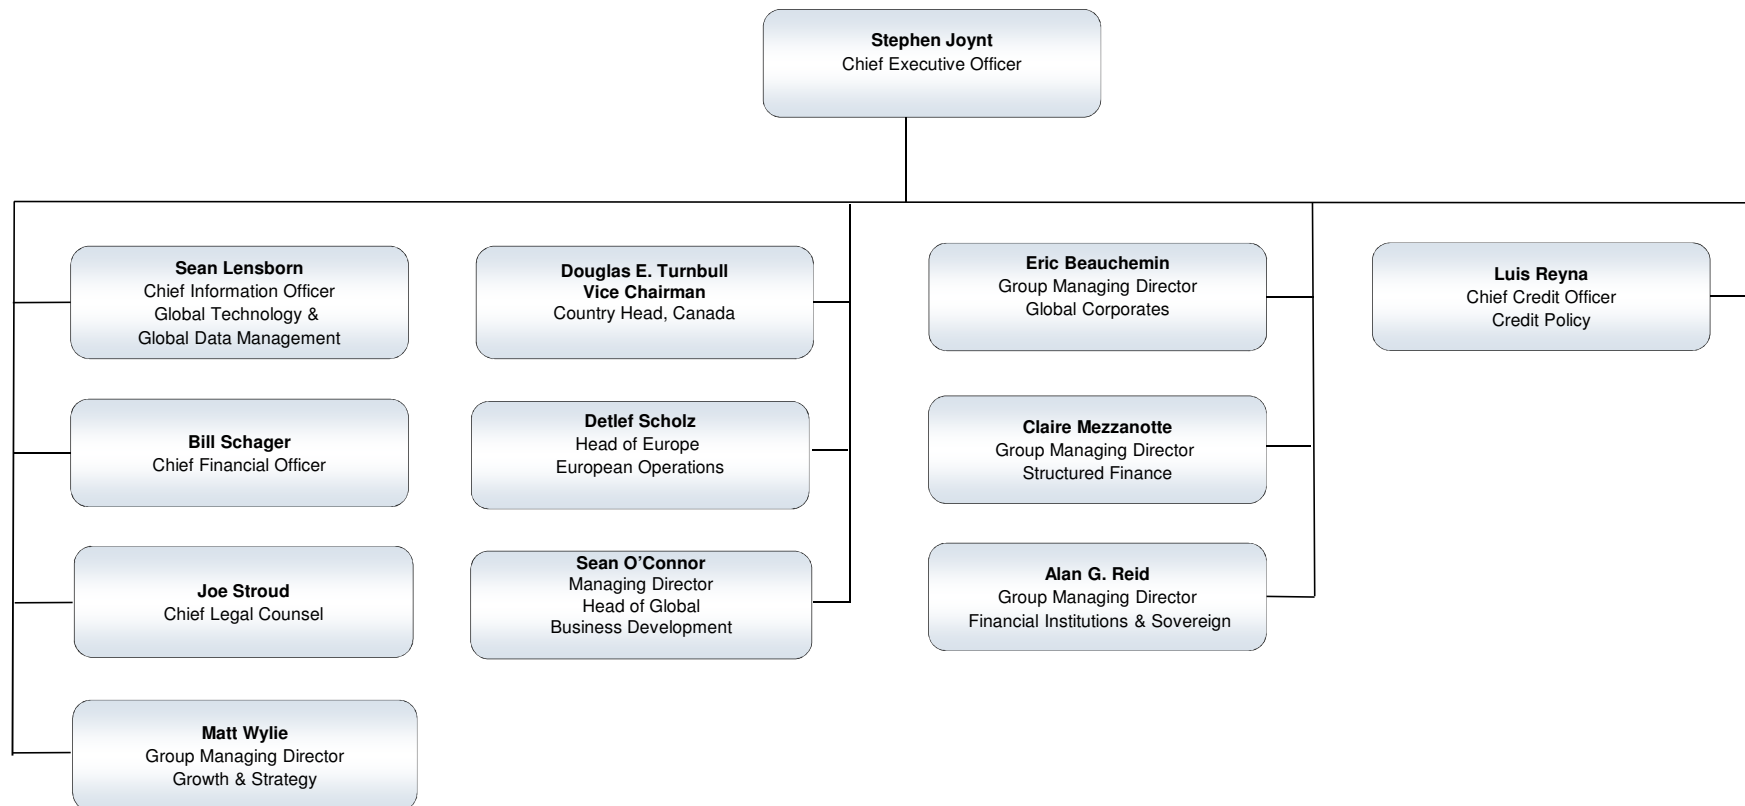 Stephen Joynt
Chief Executive Officer
Sean Lensborn
Chief Information Officer
Global Technology &
Global Data Management
Bill Schager
Chief Financial Officer
Joe Stroud
Chief Legal Counsel
Matt Wylie
Group Managing Director
Growth & Strategy
Douglas E. Turnbull
Vice Chairman
Country Head, Canada
Detlef Scholz
Head of Europe
European Operations
Sean O’Connor
Managing Director
Head of Global
Business Development
Eric Beauchemin
Group Managing Director
Global Corporates
Claire Mezzanotte
Group Managing Director
Structured Finance
Alan G. Reid
Group Managing Director
Financial Institutions & Sovereign
Luis Reyna
Chief Credit Officer
Credit Policy